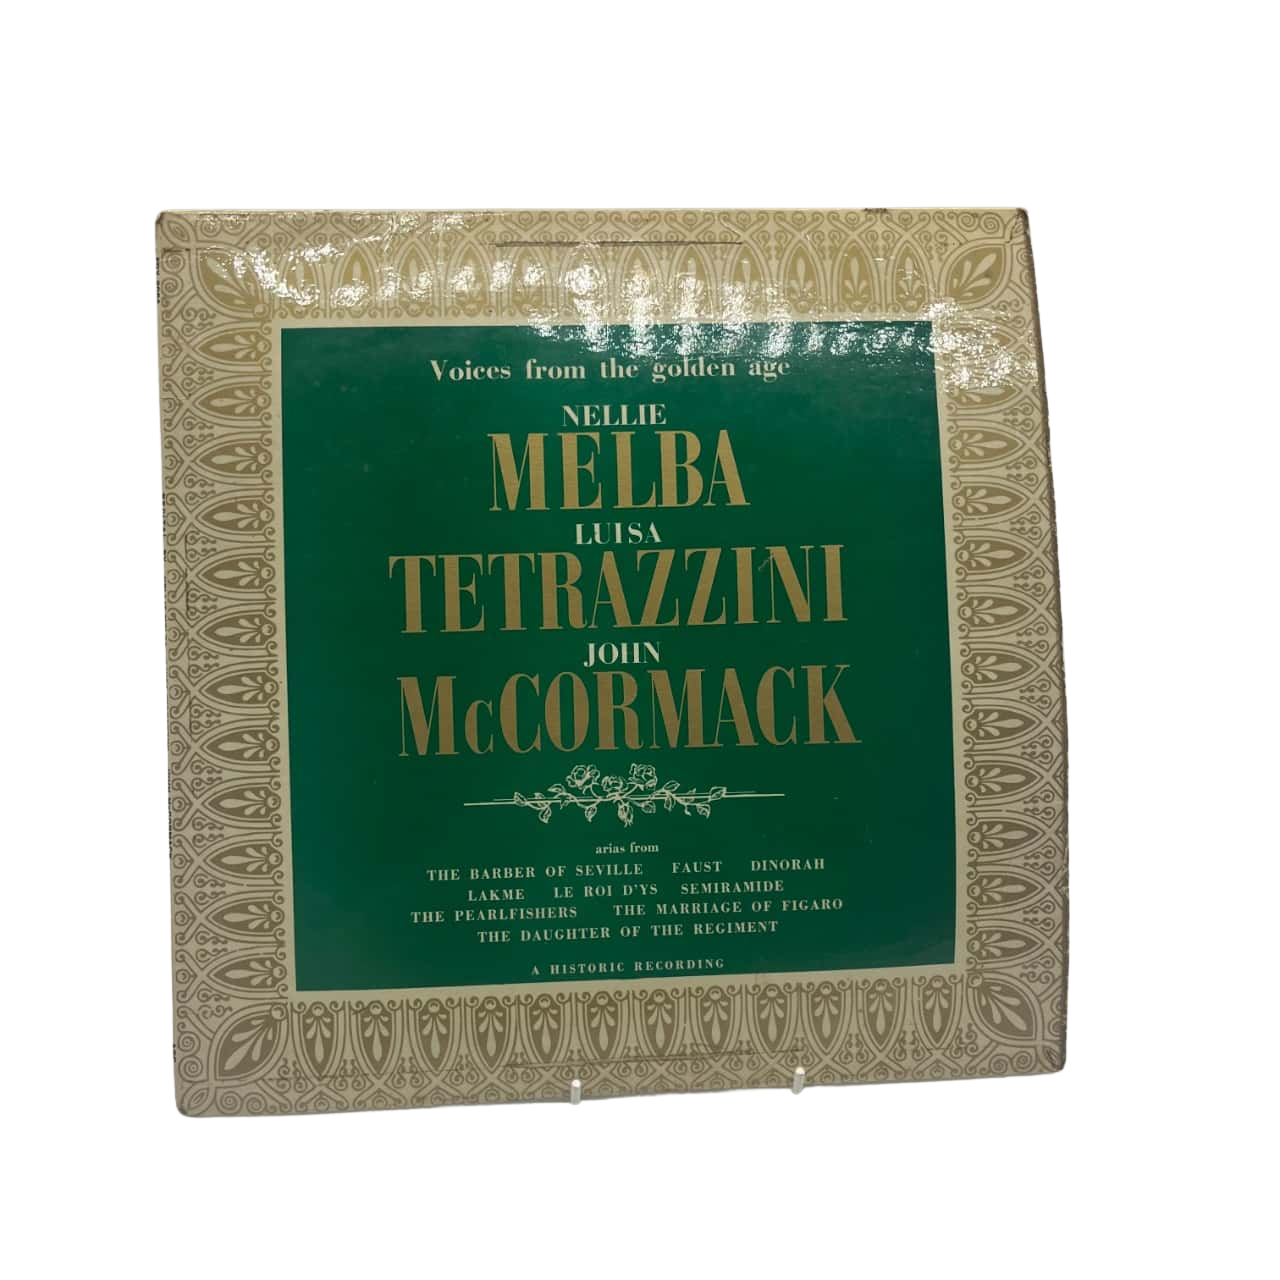 Voices from the golden age
NELLIE
MELBA
LUISA
TETRAZZINI
JOHN
McCORMACK
arias from
THE BARBER OF SEVILLE FAUST DINORAH
LAKME LE ROI D'YS SEMIRAMIDE
THE PEARLFISHERS THE MARRIAGE OF FIGARO
THE DAUGHTER OF THE REGIMENT
A HISTORIC RECORDING